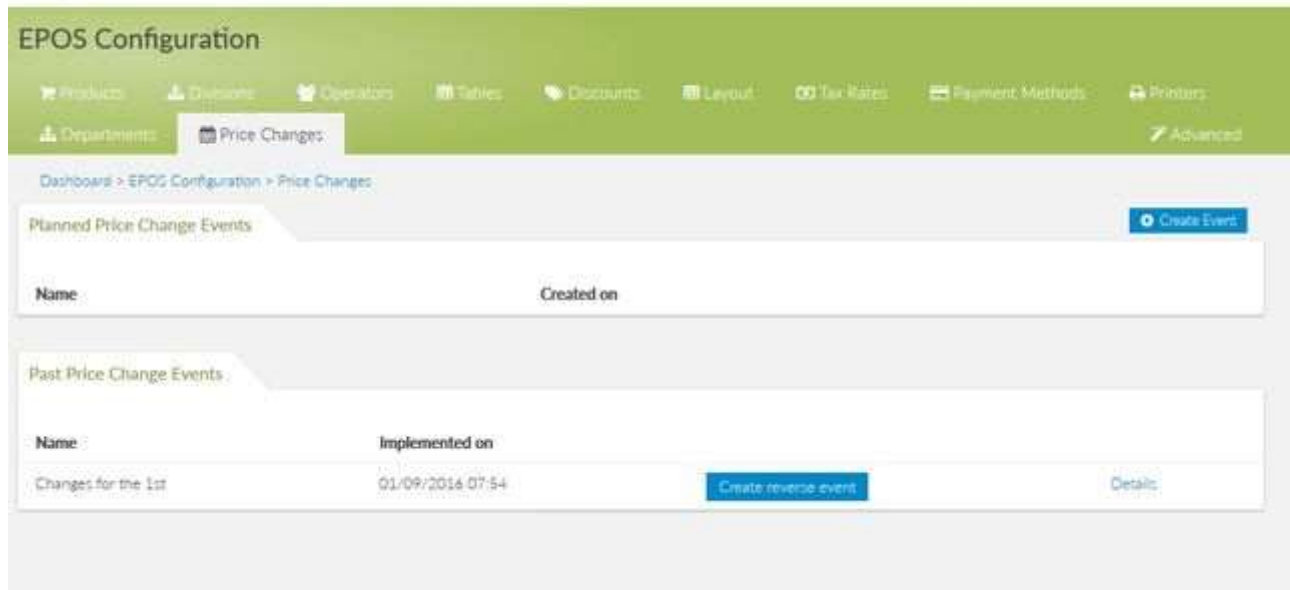 EPOS Configuration
Products Divisions Operators Tables Discounts Layout Tax Rates Payment Methods Printers
Departments Price Changes Advanced
Dashboard > EPOS Configuration > Price Changes
Planned Price Change Events Create Event
Name Created on
Past Price Change Events
Name Implemented on
Changes for the 1st 01/09/2016 07:54 Create reverse event Details